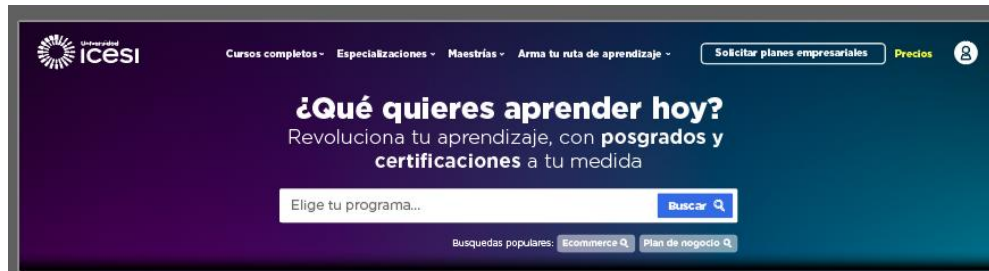 Universidad
icesi
Cursos completos Especializaciones Maestrías Arma tu ruta de aprendizaje Solicitar planes empresariales Precios
¿Qué quieres aprender hoy?
Revoluciona tu aprendizaje, con posgrados y
certificaciones a tu medida
Elige tu programa... Buscar
Busquedas populares: Ecommerce Plan de nogocio